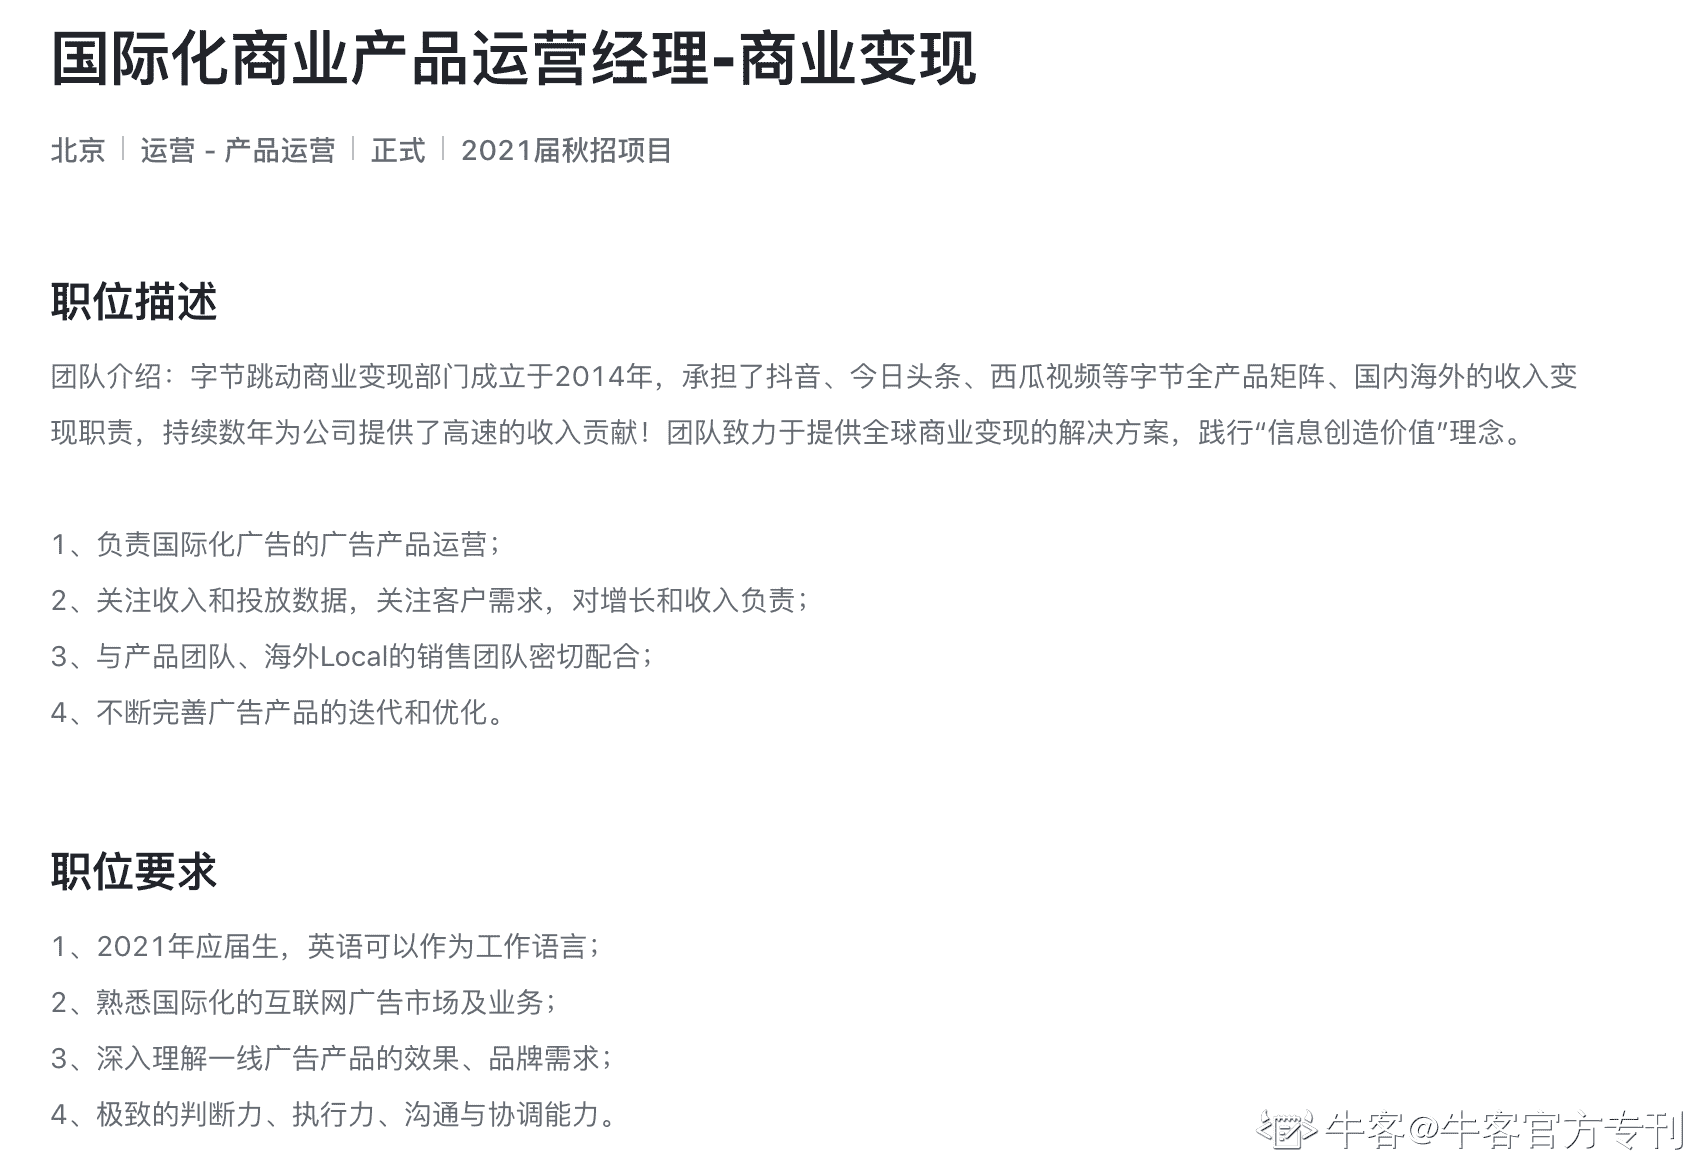 国际化商业产品运营经理-商业变现
北京 | 运营 - 产品运营 | 正式 | 2021届秋招项目
职位描述
团队介绍：字节跳动商业变现部门成立于2014年，承担了抖音、今日头条、西瓜视频等字节全产品矩阵、国内海外的收入变
现职责，持续数年为公司提供了高速的收入贡献！团队致力于提供全球商业变现的解决方案，践行“信息创造价值”理念。
1、负责国际化广告的广告产品运营；
2、关注收入和投放数据，关注客户需求，对增长和收入负责；
3、与产品团队、海外Local的销售团队密切配合；
4、不断完善广告产品的迭代和优化。
职位要求
1、2021年应届生，英语可以作为工作语言；
2、熟悉国际化的互联网广告市场及业务；
3、深入理解一线广告产品的效果、品牌需求；
4、极致的判断力、执行力、沟通与协调能力。
牛客@牛客官方专刊